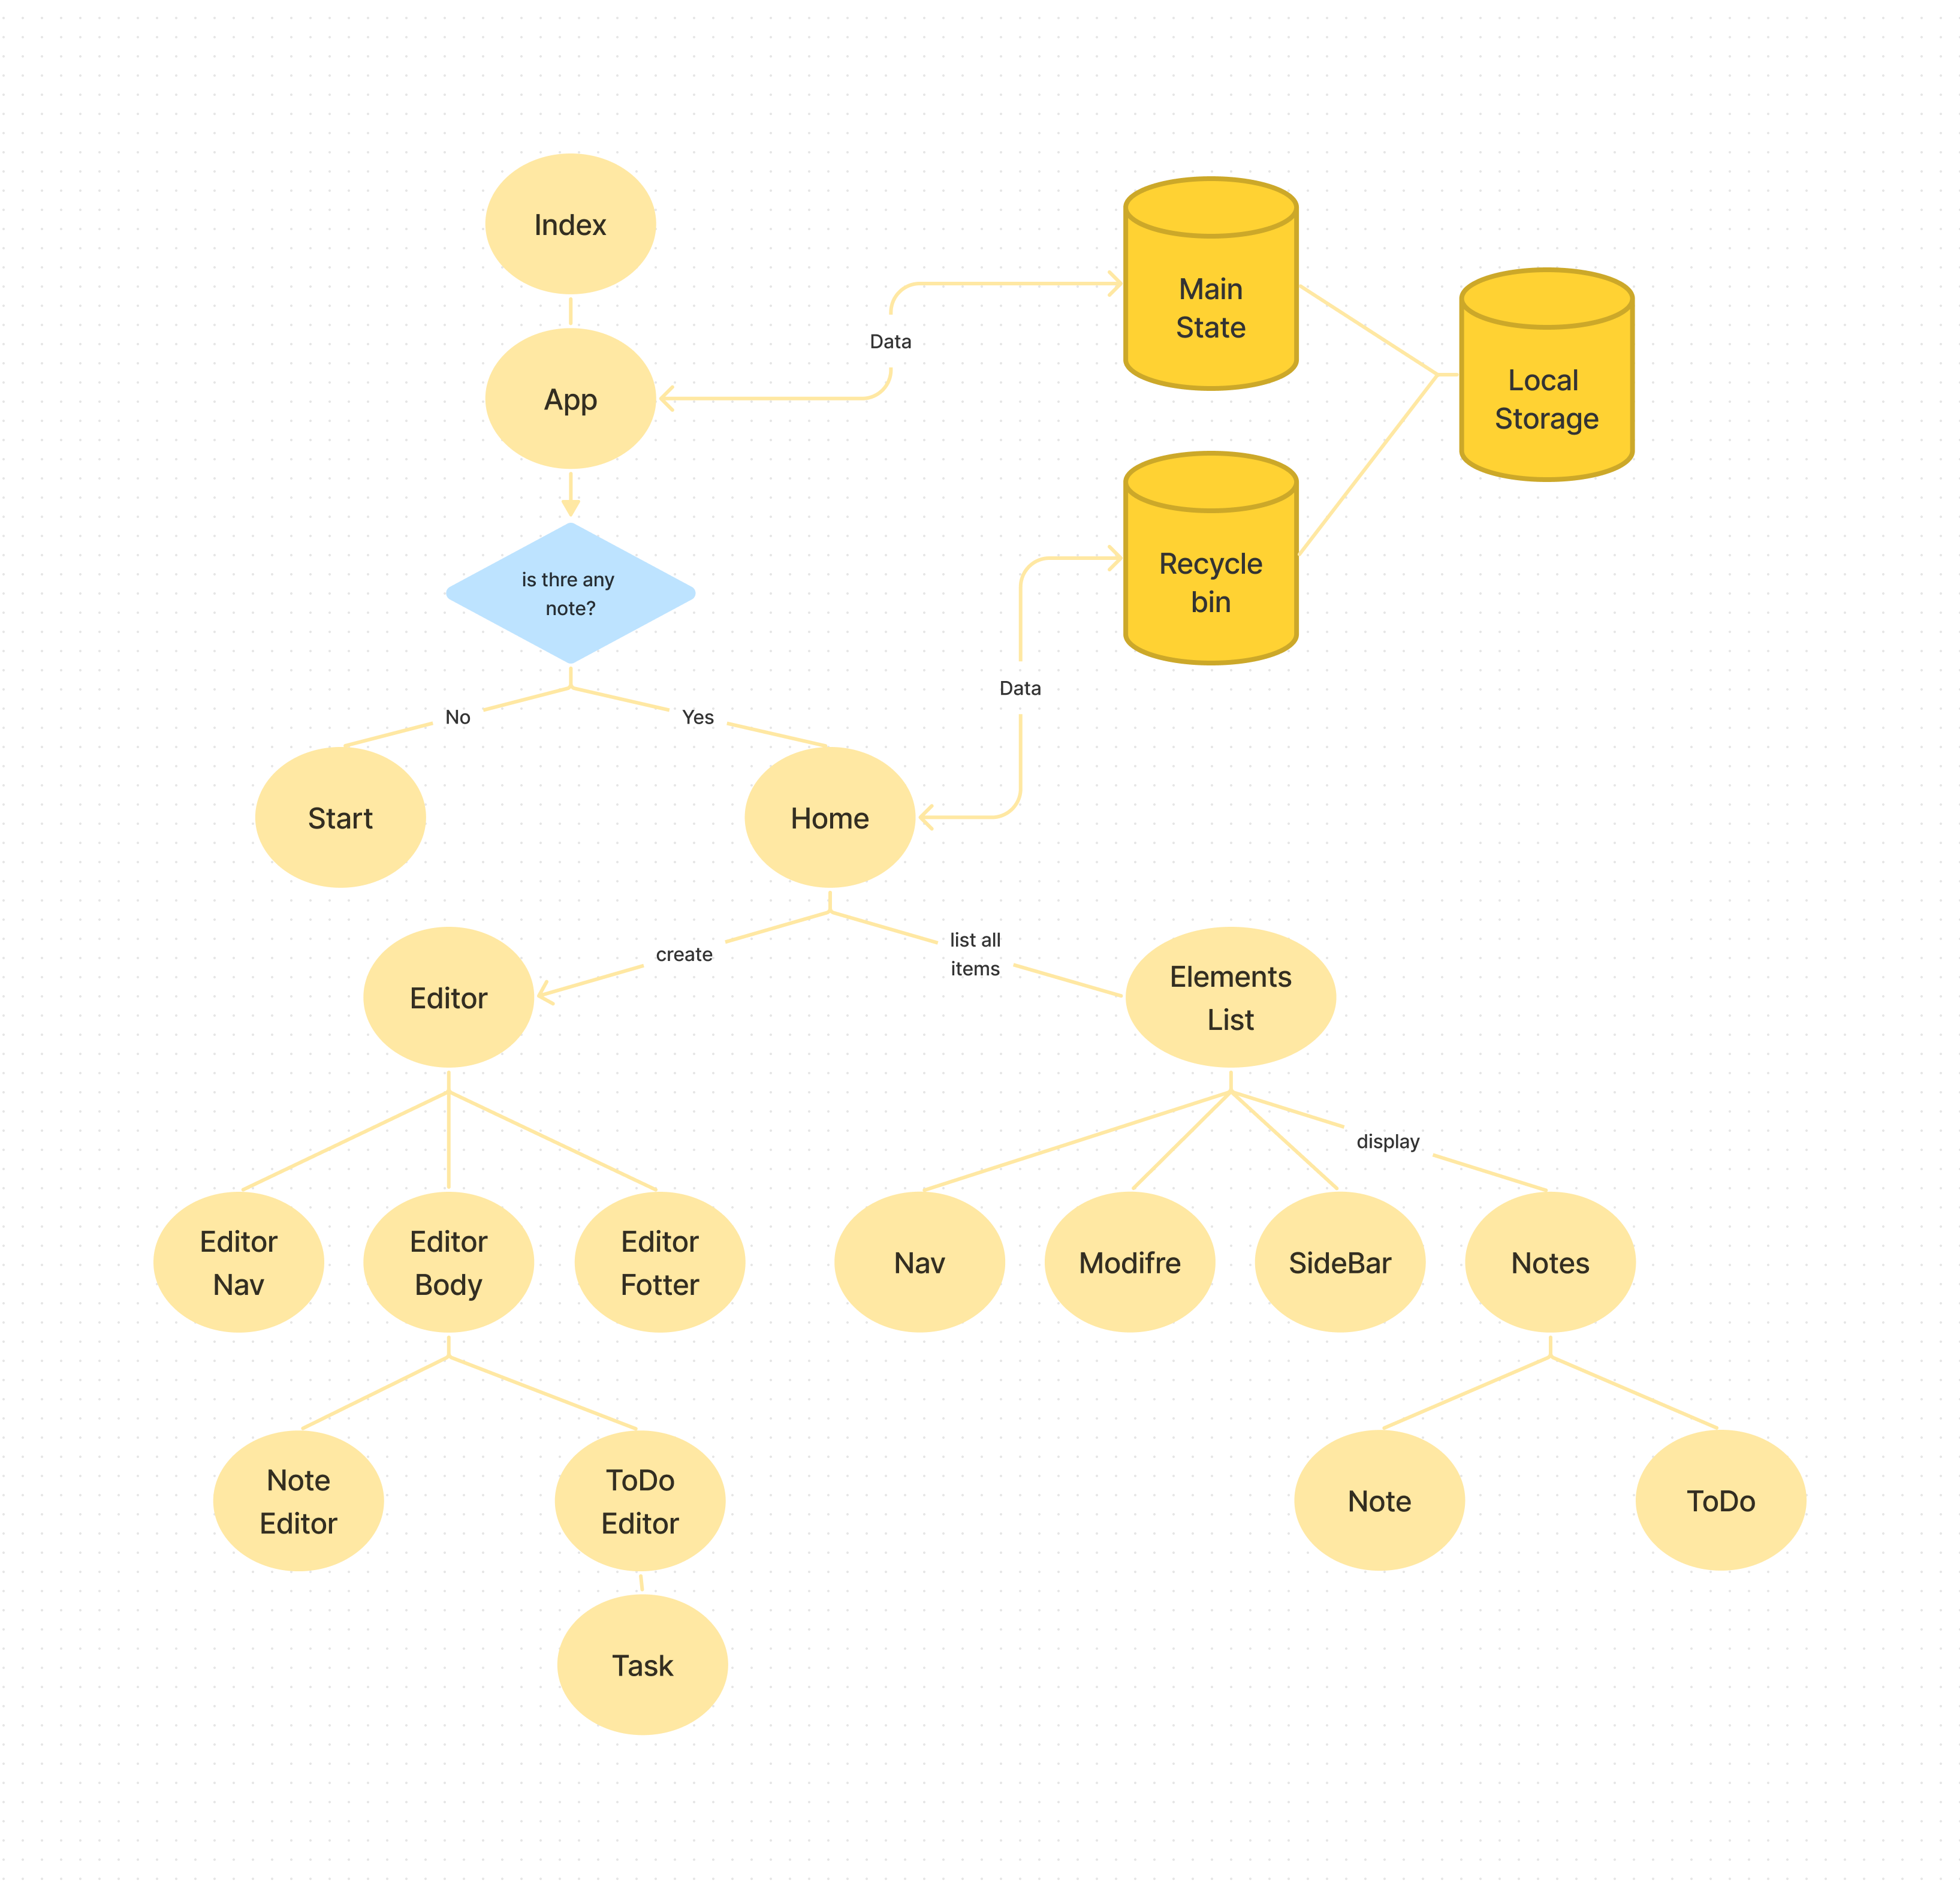 Index
Main
State
Data
Local
Storage
App
Recycle
bin
is thre any
note?
Data
No
Yes
Start
Home
create
list all
items
Editor
Elements
List
display
Editor
Nav
Editor
Body
Editor
Fotter
Nav
Modifre
SideBar
Notes
Note
Editor
ToDo
Editor
Note
ToDo
Task